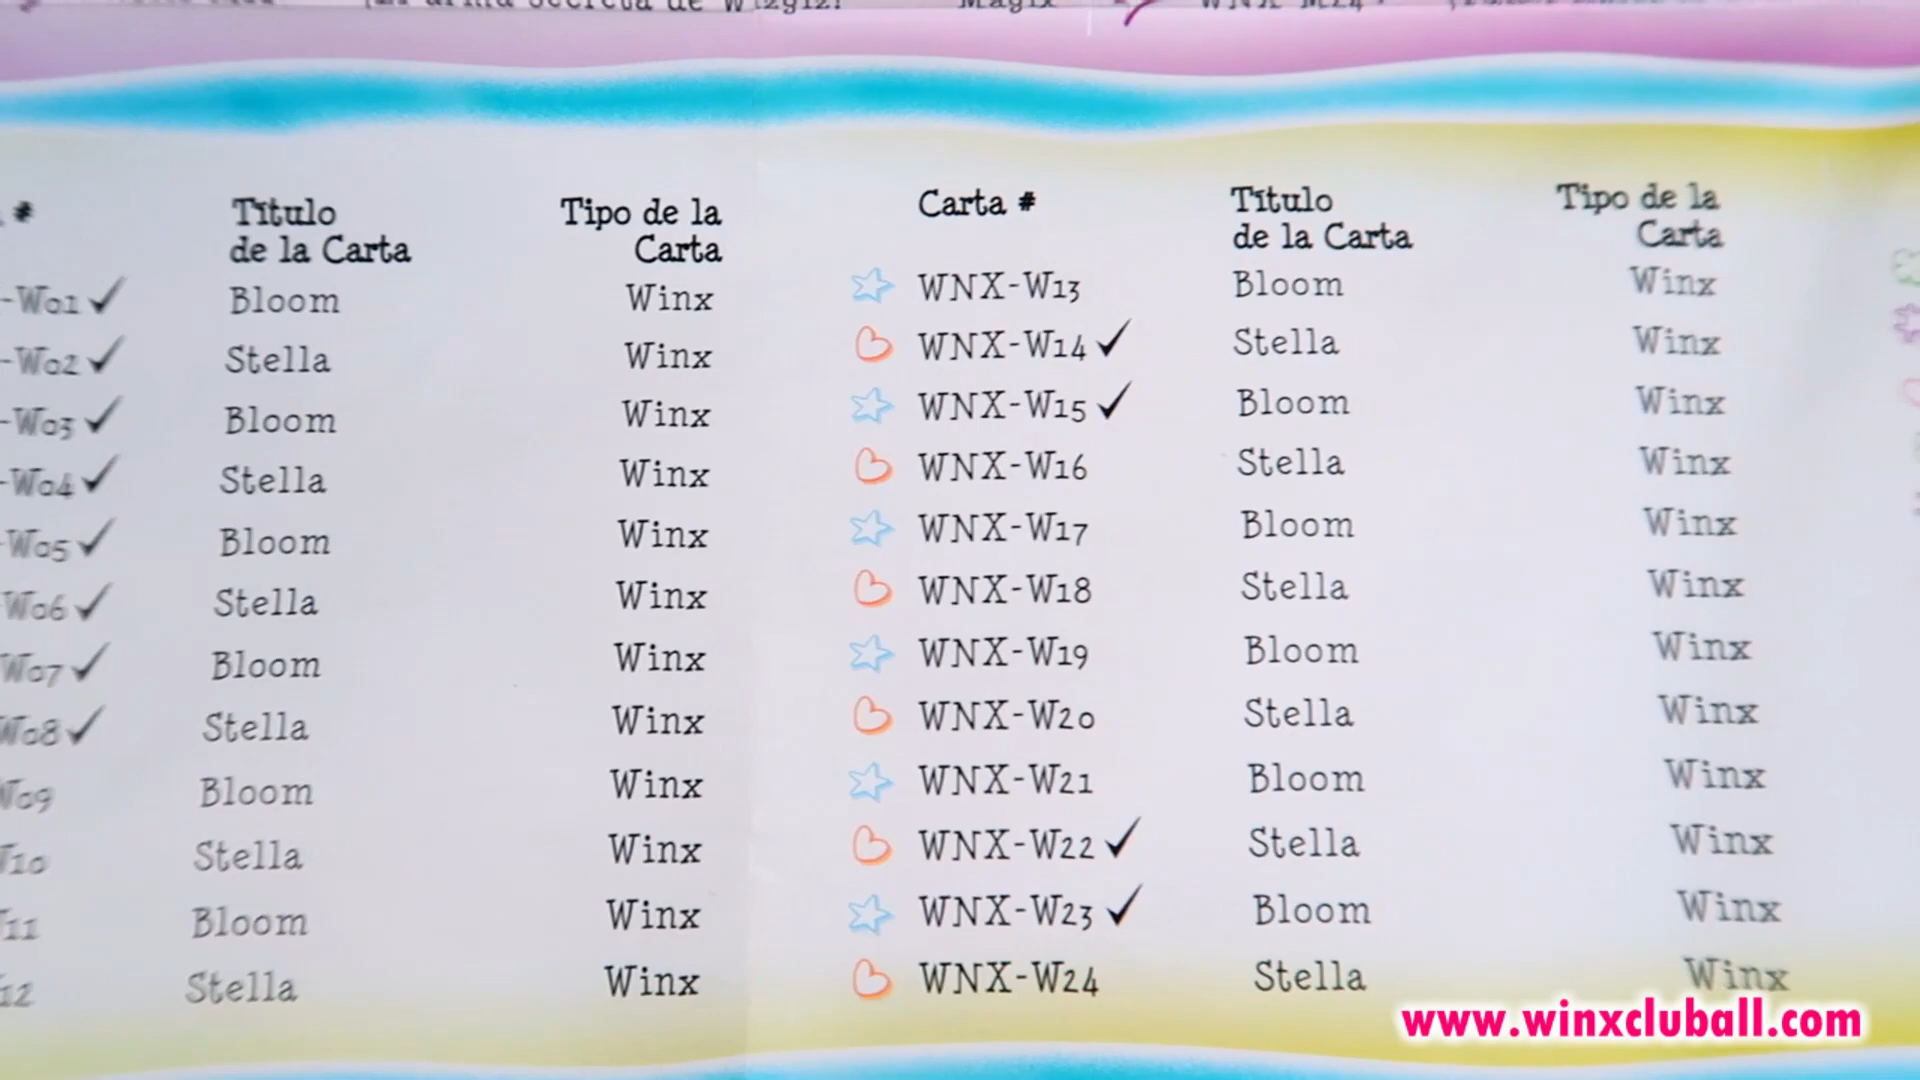 #
Título
de la Carta
Tipo de la
Carta
Carta #
Título
de la Carta
Tipo de la
Carta
-W01 ✓ Bloom Winx
WNX-W13 Bloom Winx
-W02 ✓ Stella Winx
WNX-W14 ✓ Stella Winx
-W03 ✓ Bloom Winx
WNX-W15 ✓ Bloom Winx
-W04 ✓ Stella Winx
WNX-W16 Stella Winx
-W05 ✓ Bloom Winx
WNX-W17 Bloom Winx
W06 ✓ Stella Winx
WNX-W18 Stella Winx
W07 ✓ Bloom Winx
WNX-W19 Bloom Winx
W08 ✓ Stella Winx
WNX-W20 Stella Winx
W09 Bloom Winx
WNX-W21 Bloom Winx
10 Stella Winx
WNX-W22 ✓ Stella Winx
11 Bloom Winx
WNX-W23 ✓ Bloom Winx
12 Stella Winx
WNX-W24 Stella Winx
www.winxcluball.com